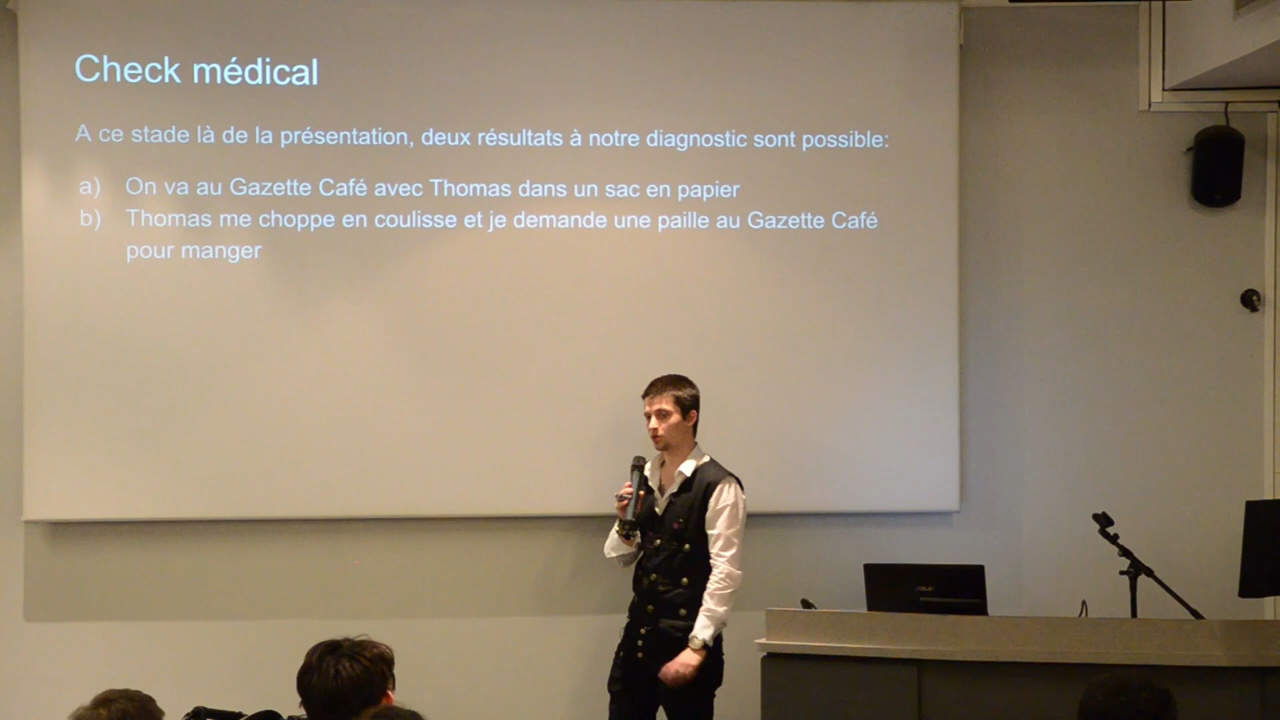 Check médical
A ce stade là de la présentation, deux résultats à notre diagnostic sont possible:
a) On va au Gazette Café avec Thomas dans un sac en papier
b) Thomas me choppe en coulisse et je demande une paille au Gazette Café
pour manger
ASUS